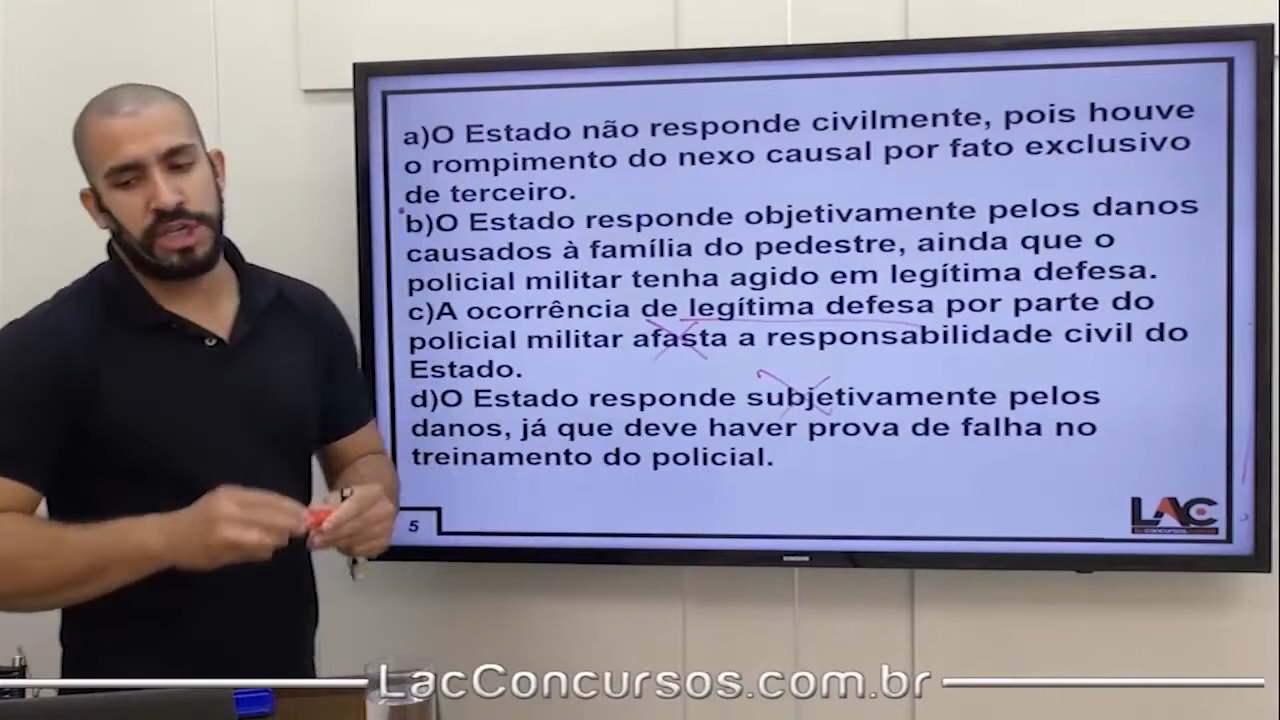 a)O Estado não responde civilmente, pois houve
o rompimento do nexo causal por fato exclusivo
de terceiro.
b)O Estado responde objetivamente pelos danos
causados à família do pedestre, ainda que o
policial militar tenha agido em legítima defesa.
c)A ocorrência de legítima defesa por parte do
policial militar afasta a responsabilidade civil do
Estado.
d)O Estado responde subjetivamente pelos
danos, já que deve haver prova de falha no
treinamento do policial.
5
LAC
SAMSUNG
LacConcursos.com.br